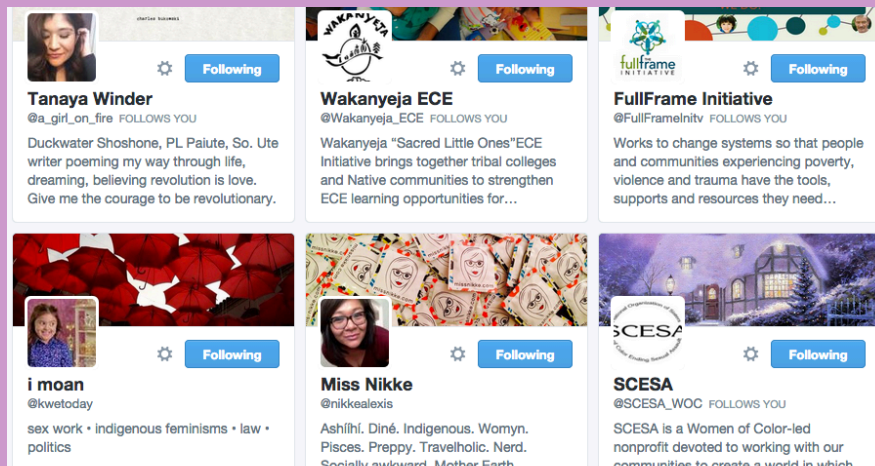 charles bukowski
WAKANYEJA
fullframe
INITIATIVE
Following
Following
Following
Tanaya Winder
@a_girl_on_fire FOLLOWS YOU
Duckwater Shoshone, PL Paiute, So. Ute
writer poeming my way through life,
dreaming, believing revolution is love.
Give me the courage to be revolutionary.
Wakanyeja ECE
@Wakanyeja_ECE FOLLOWS YOU
Wakanyeja “Sacred Little Ones”ECE
Initiative brings together tribal colleges
and Native communities to strengthen
ECE learning opportunities for…
FullFrame Initiative
@FullFrameInitv FOLLOWS YOU
Works to change systems so that people
and communities experiencing poverty,
violence and trauma have the tools,
supports and resources they need…
missnikke.com
SCESA
Following
Following
Following
i moan
@kwetoday
sex work • indigenous feminisms • law •
politics
Miss Nikke
@nikkealexis
Ashįįhí. Diné. Indigenous. Womyn.
Pisces. Preppy. Travelholic. Nerd.
Socially awkward. Mother Earth
SCESA
@SCESA_WOC FOLLOWS YOU
SCESA is a Women of Color-led
nonprofit devoted to working with our
communities to create a world in which